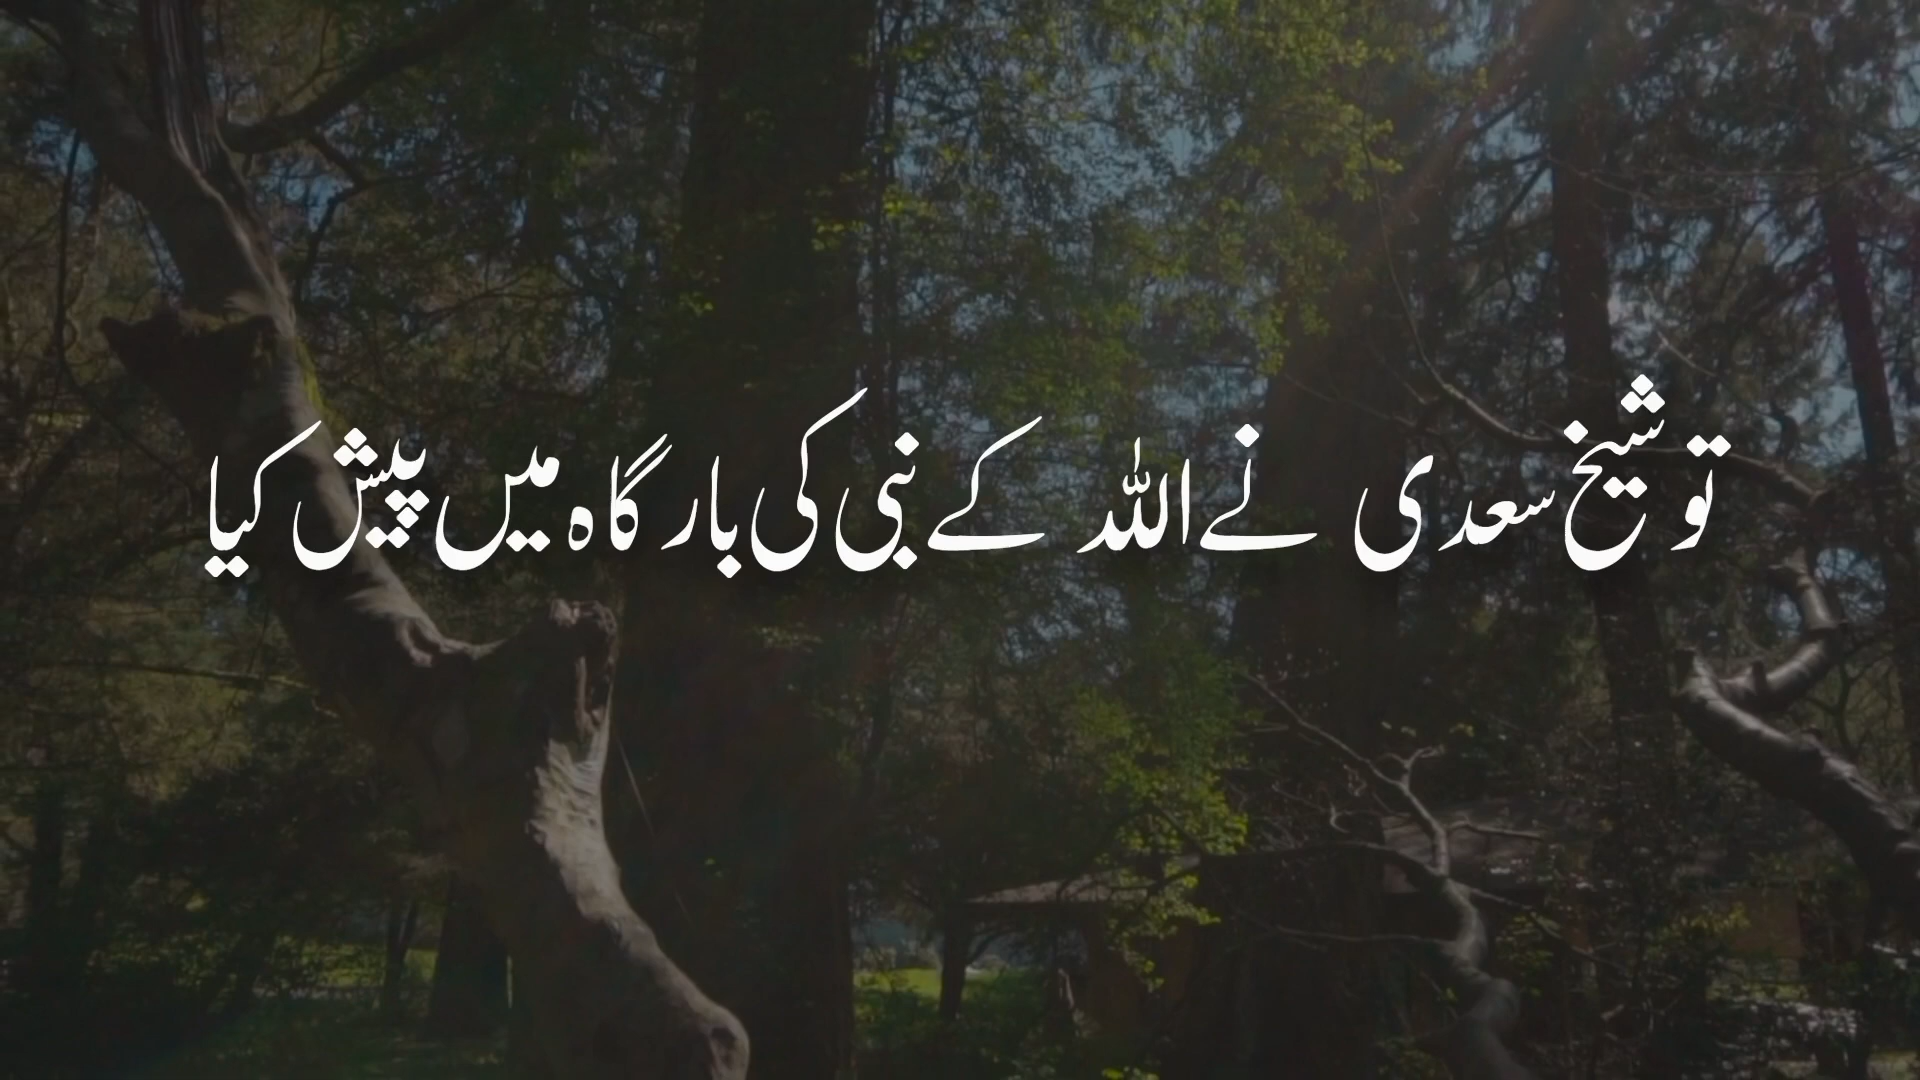 تو شیخ سعدی نے اللہ کے نبی کی بارگاہ میں پیش کیا